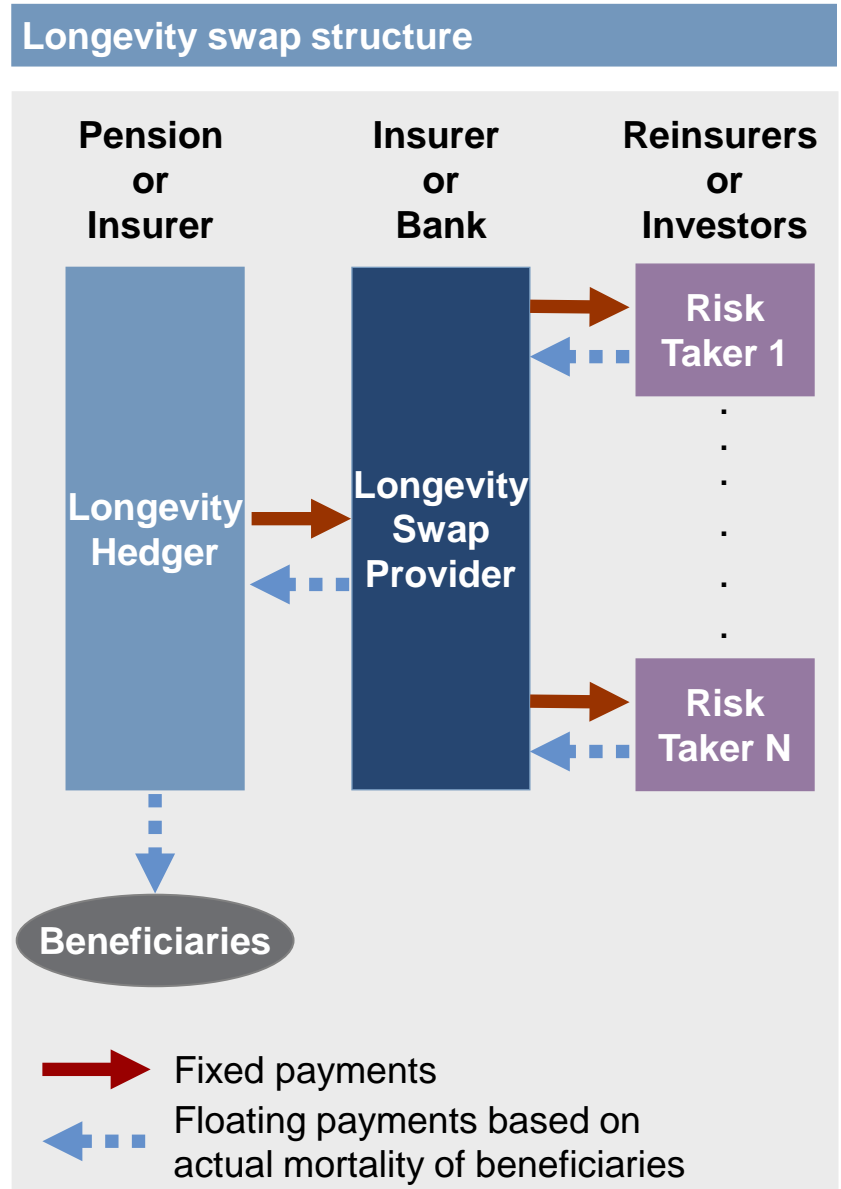 Longevity swap structure
Pension
or
Insurer
Insurer
or
Bank
Reinsurers
or
Investors
Risk
Taker 1
.
.
.
.
.
.
Longevity
Hedger
Longevity
Swap
Provider
Risk
Taker N
Beneficiaries
Fixed payments
Floating payments based on
actual mortality of beneficiaries